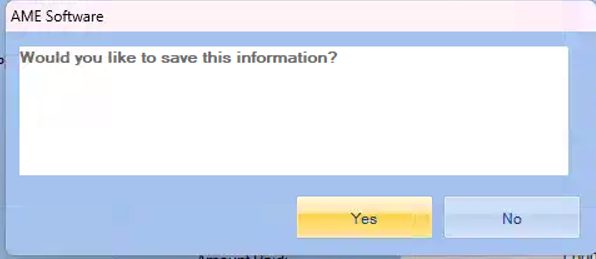 AME Software
Would you like to save this information?
Yes
No